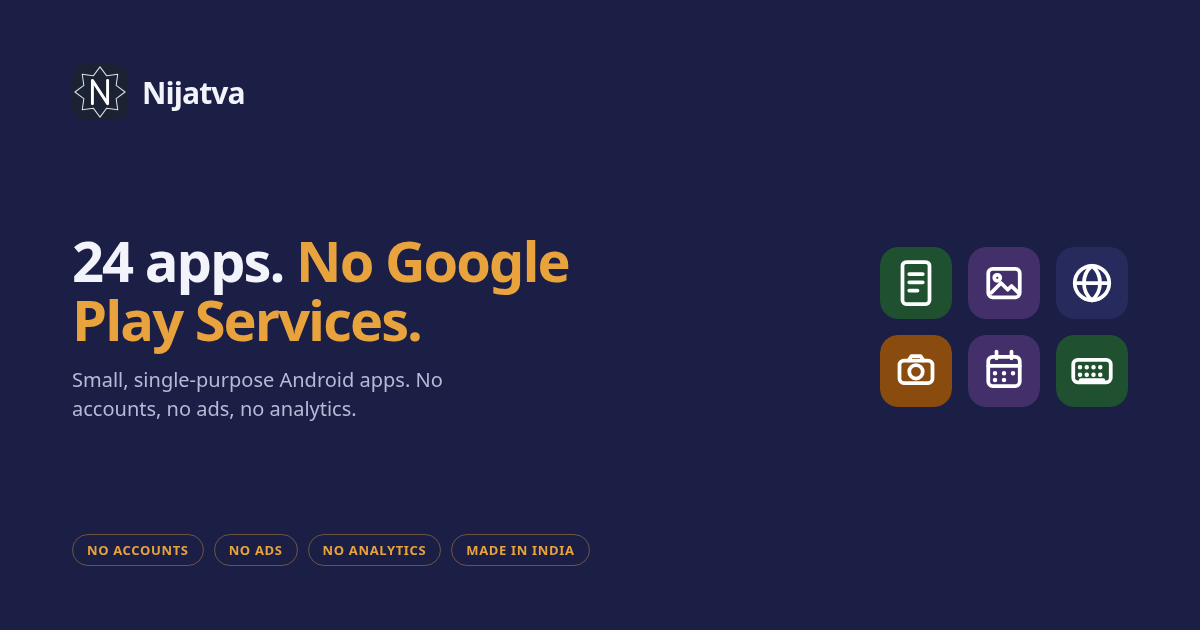 N
Nijatva
24 apps. No Google
Play Services.
Small, single-purpose Android apps. No
accounts, no ads, no analytics.
NO ACCOUNTS
NO ADS
NO ANALYTICS
MADE IN INDIA